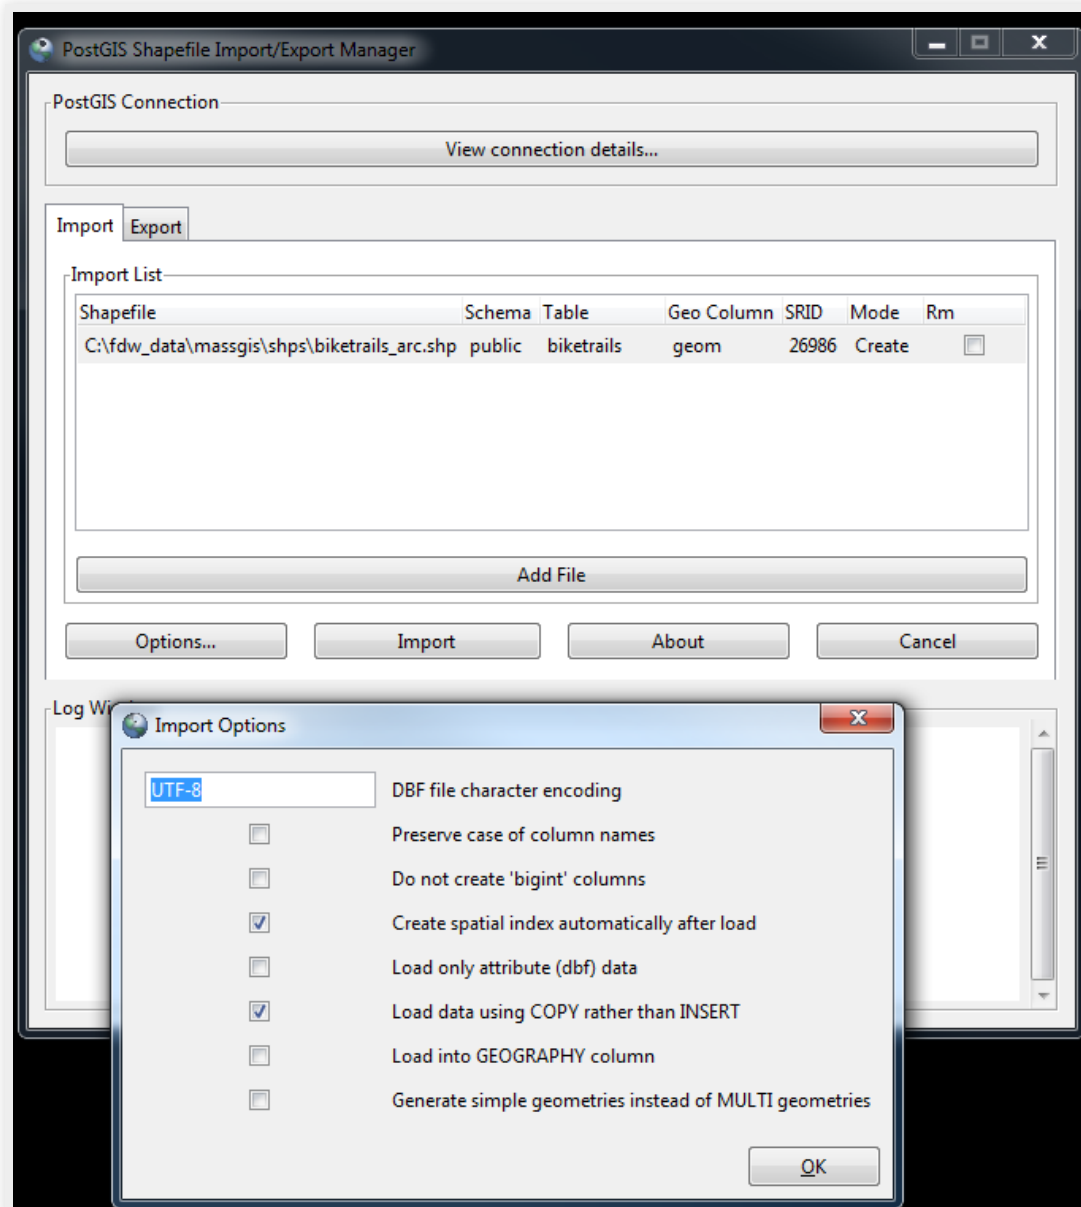 PostGIS Shapefile Import/Export Manager
PostGIS Connection
View connection details...
Import Export
Import List
Shapefile Schema Table Geo Column SRID Mode Rm
C:\fdw_data\massgis\shps\biketrails_arc.shp public biketrails geom 26986 Create
Add File
Options... Import About Cancel
Log Wi
Import Options
UTF-8 DBF file character encoding
Preserve case of column names
Do not create 'bigint' columns
Create spatial index automatically after load
Load only attribute (dbf) data
Load data using COPY rather than INSERT
Load into GEOGRAPHY column
Generate simple geometries instead of MULTI geometries
OK